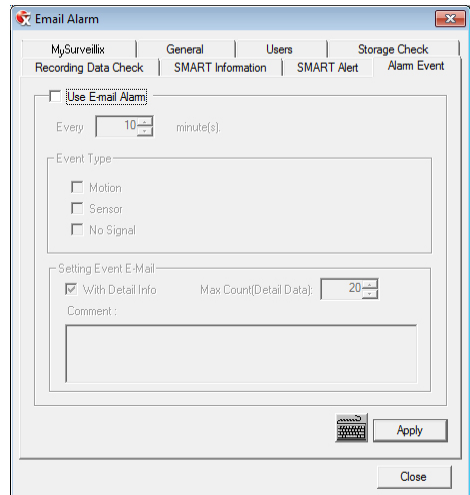 Email Alarm
MySurveillix General Users Storage Check
Recording Data Check SMART Information SMART Alert Alarm Event
Use E-mail Alarm
Every 10 minute(s).
Event Type
Motion
Sensor
No Signal
Setting Event E-Mail
With Detail Info Max Count(Detail Data): 20
Comment :
Apply
Close